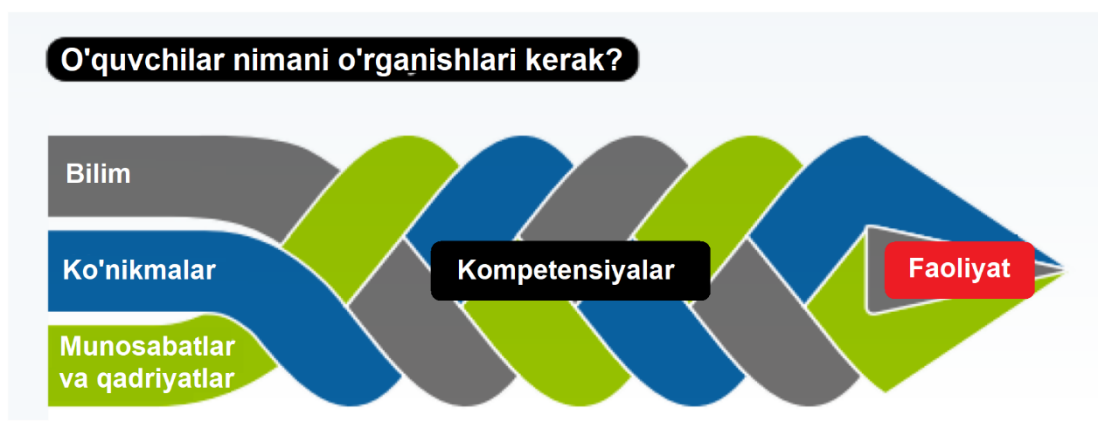 O'quvchilar nimani o'rganishlari kerak?
Bilim
Ko'nikmalar
Munosabatlar
va qadriyatlar
Kompetensiyalar
Faoliyat